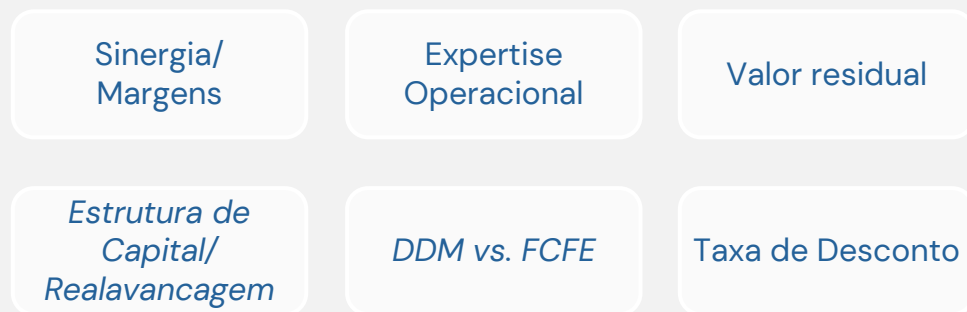 Sinergia/
Margens
Expertise
Operacional
Valor residual
Estrutura de
Capital/
Realavancagem
DDM vs. FCFE
Taxa de Desconto